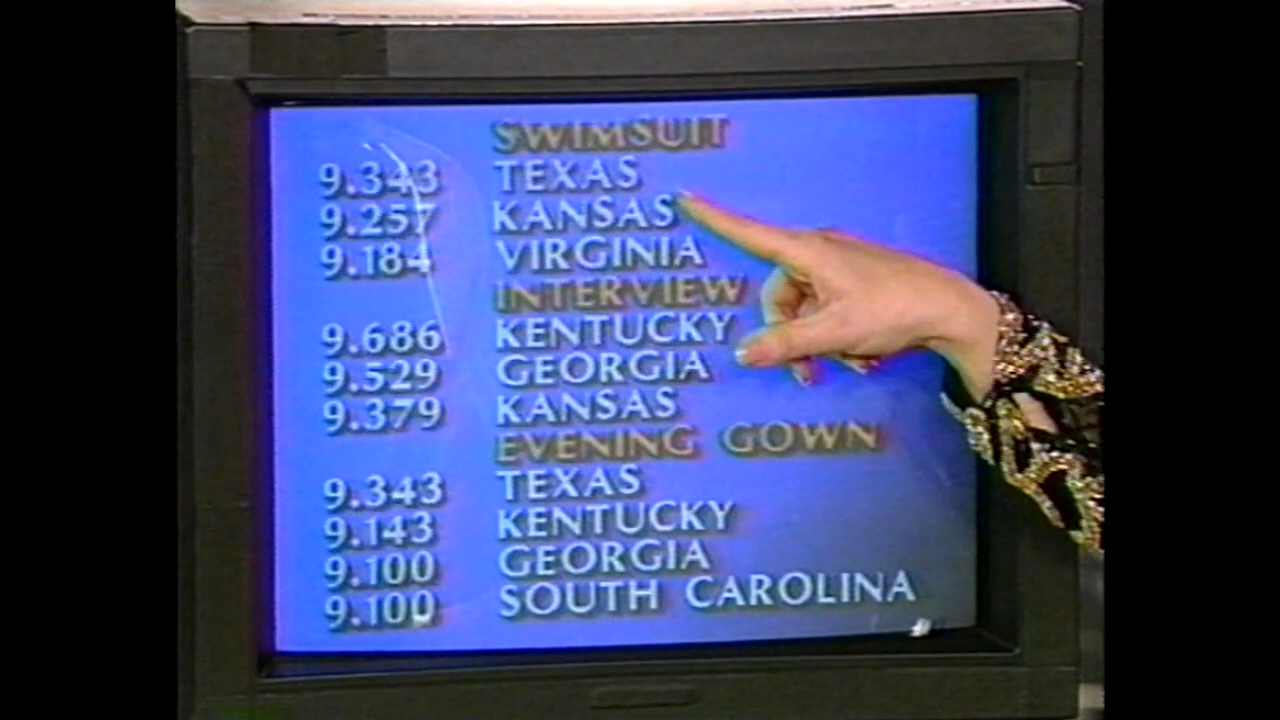 SWIMSUIT
9.343 TEXAS
9.257 KANSAS
9.184 VIRGINIA
INTERVIEW
9.686 KENTUCKY
9.529 GEORGIA
9.379 KANSAS
EVENING GOWN
9.343 TEXAS
9.143 KENTUCKY
9.100 GEORGIA
9.100 SOUTH CAROLINA